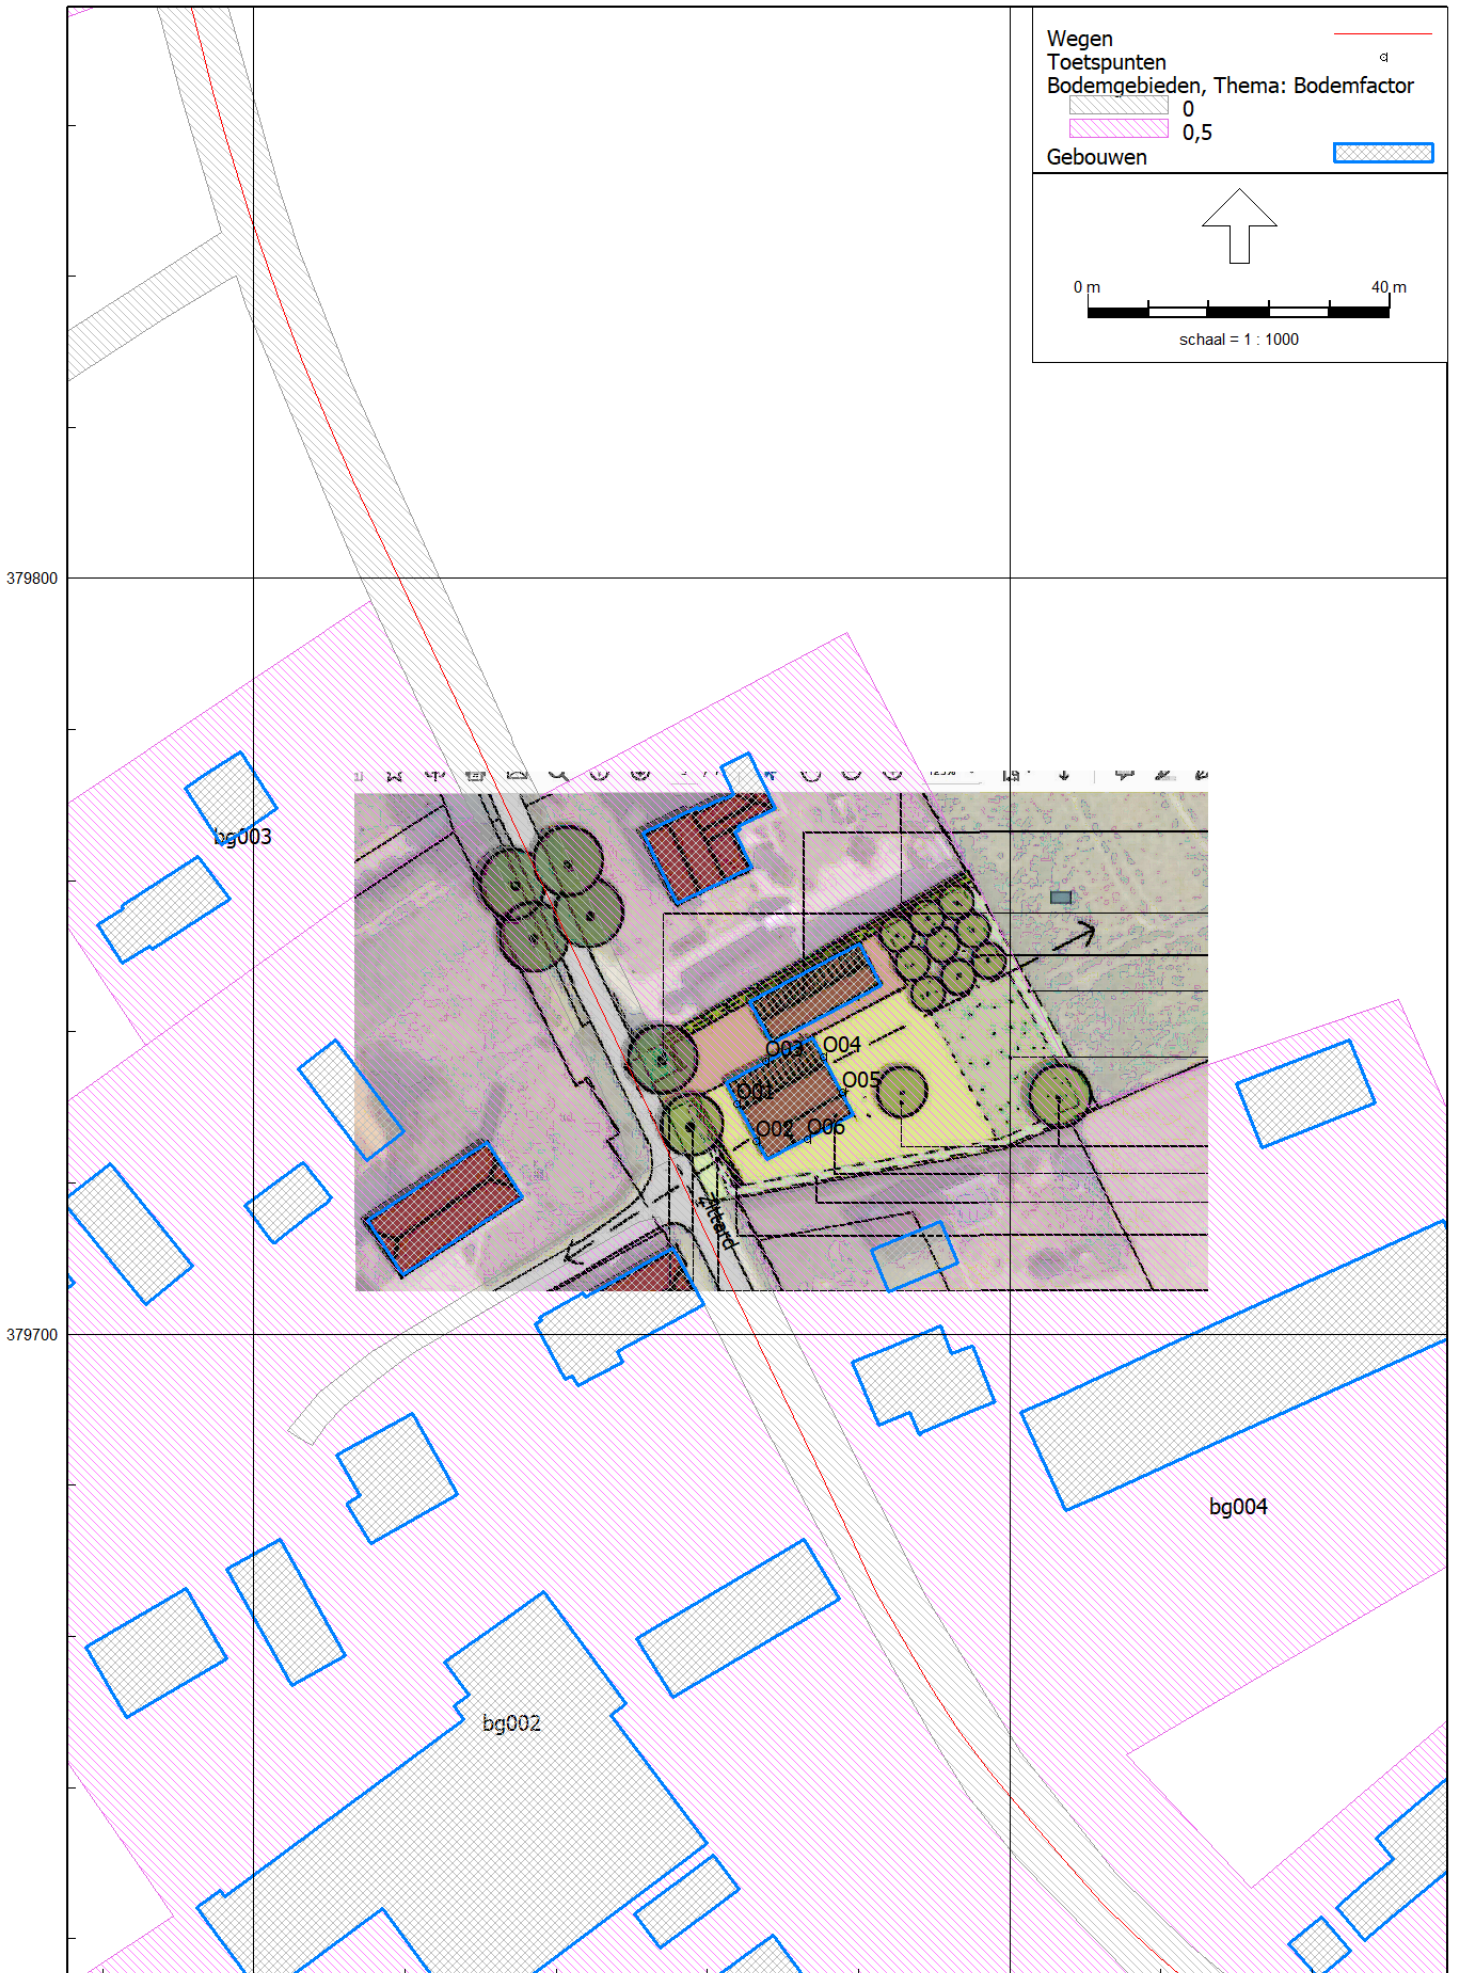 Wegen
Toetspunten
Bodemgebieden, Thema: Bodemfactor
0
0,5
Gebouwen
0 m 40 m
schaal = 1 : 1000
379800
bg003
O03 O04
O05
O01
O02 O06
Zittard
379700
bg004
bg002